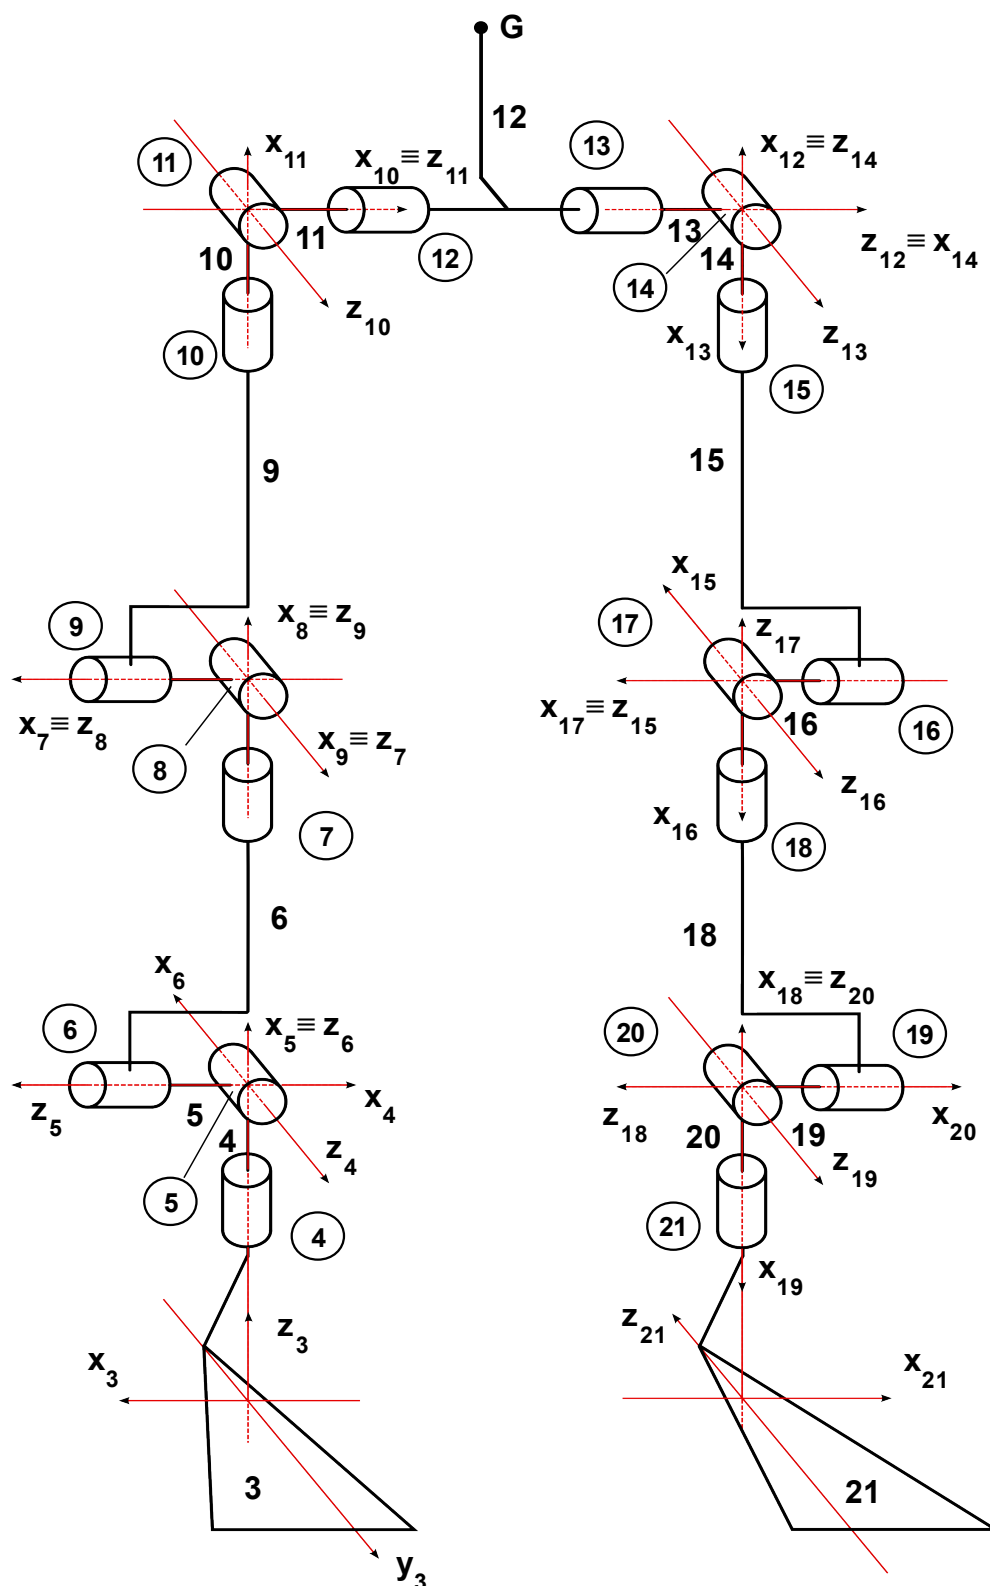 G
12
13
11
x11
x10≡ z11
x12≡ z14
11
13
10
12
14
14
z12≡ x14
z10
x13
z13
10
15
9
15
x15
9
x8≡ z9
17
z17
x7≡ z8
x9≡ z7
x17≡ z15
16
16
8
z16
7
x16
18
6
18
x6
x18≡ z20
6
x5≡ z6
20
19
z5
5
x4
z18
x20
4
z4
20
19
z19
5
4
21
x19
z3
z21
x3
x21
3
21
y3